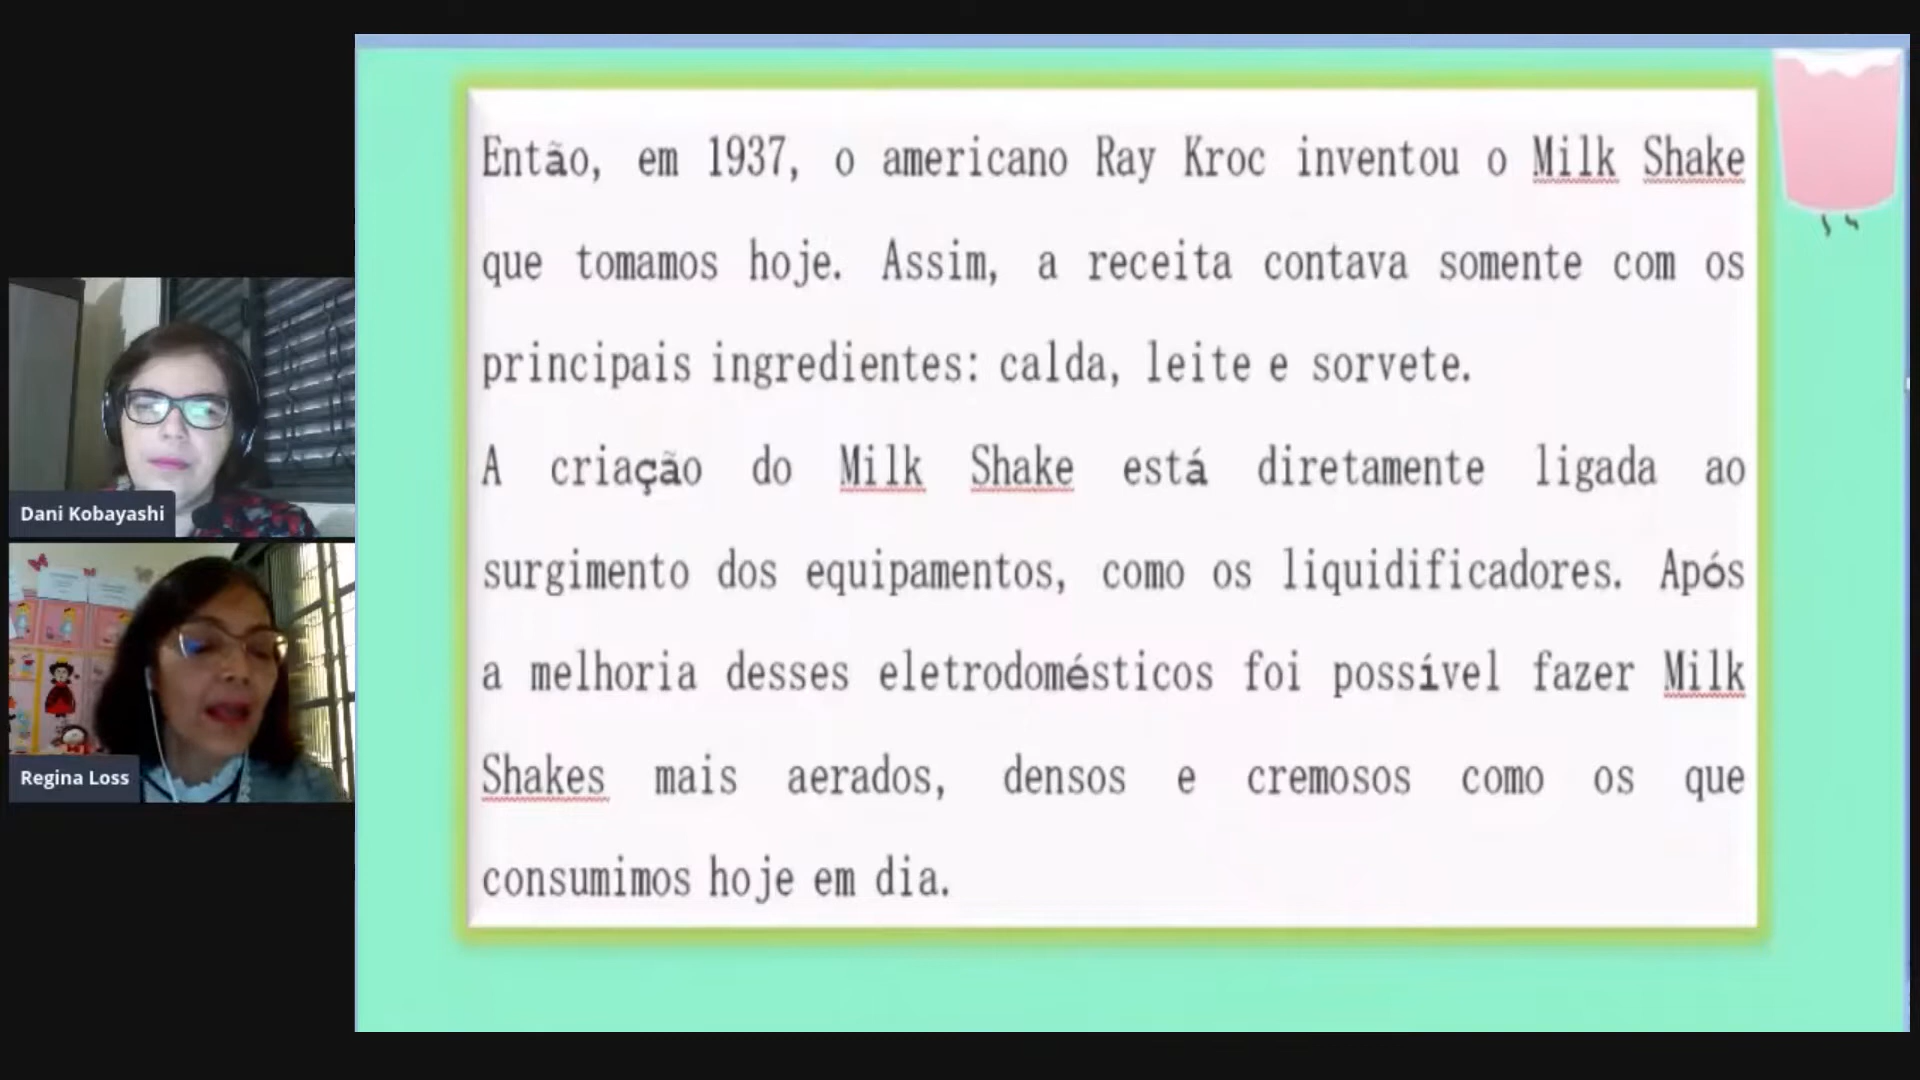 Então, em 1937, o americano Ray Kroc inventou o Milk Shake
que tomamos hoje. Assim, a receita contava somente com os
principais ingredientes: calda, leite e sorvete.
A criação do Milk Shake está diretamente ligada ao
surgimento dos equipamentos, como os liquidificadores. Após
a melhoria desses eletrodomésticos foi possível fazer Milk
Shakes mais aerados, densos e cremosos como os que
consumimos hoje em dia.
Dani Kobayashi
Regina Loss